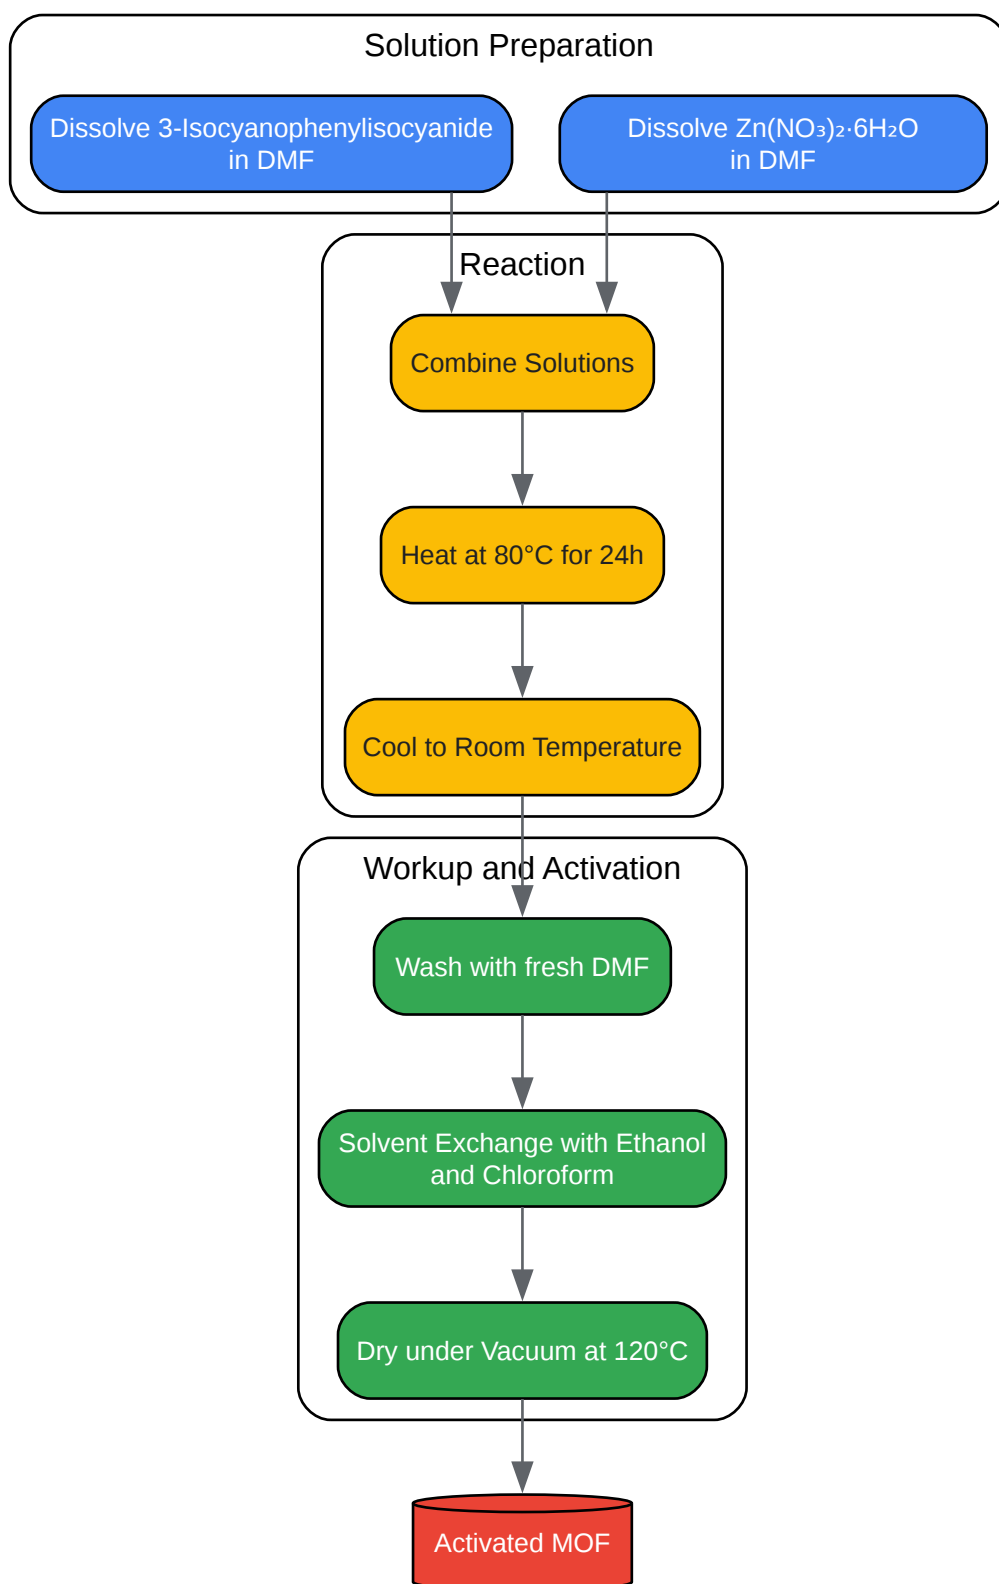 Solution Preparation
Dissolve 3-Isocyanophenylisocyanide
in DMF
Dissolve Zn(NO₃)₂·6H₂O
in DMF
Reaction
Combine Solutions
Heat at 80°C for 24h
Cool to Room Temperature
Workup and Activation
Wash with fresh DMF
Solvent Exchange with Ethanol
and Chloroform
Dry under Vacuum at 120°C
Activated MOF